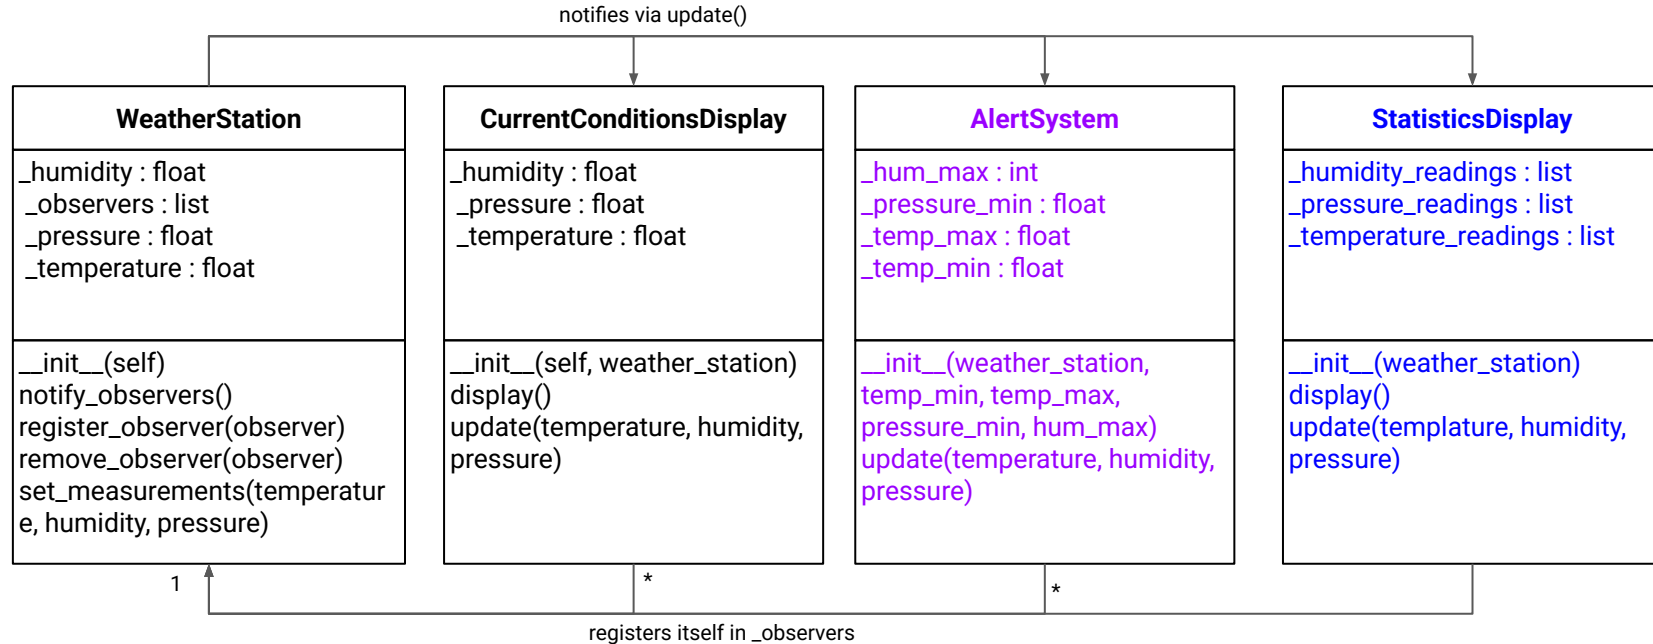 notifies via update()
WeatherStation
_humidity : float
_observers : list
_pressure : float
_temperature : float
__init__(self)
notify_observers()
register_observer(observer)
remove_observer(observer)
set_measurements(temperatur
e, humidity, pressure)
CurrentConditionsDisplay
_humidity : float
_pressure : float
_temperature : float
__init__(self, weather_station)
display()
update(temperature, humidity,
pressure)
AlertSystem
_hum_max : int
_pressure_min : float
_temp_max : float
_temp_min : float
__init__(weather_station,
temp_min, temp_max,
pressure_min, hum_max)
update(temperature, humidity,
pressure)
StatisticsDisplay
_humidity_readings : list
_pressure_readings : list
_temperature_readings : list
__init__(weather_station)
display()
update(templature, humidity,
pressure)
1
*
*
registers itself in _observers